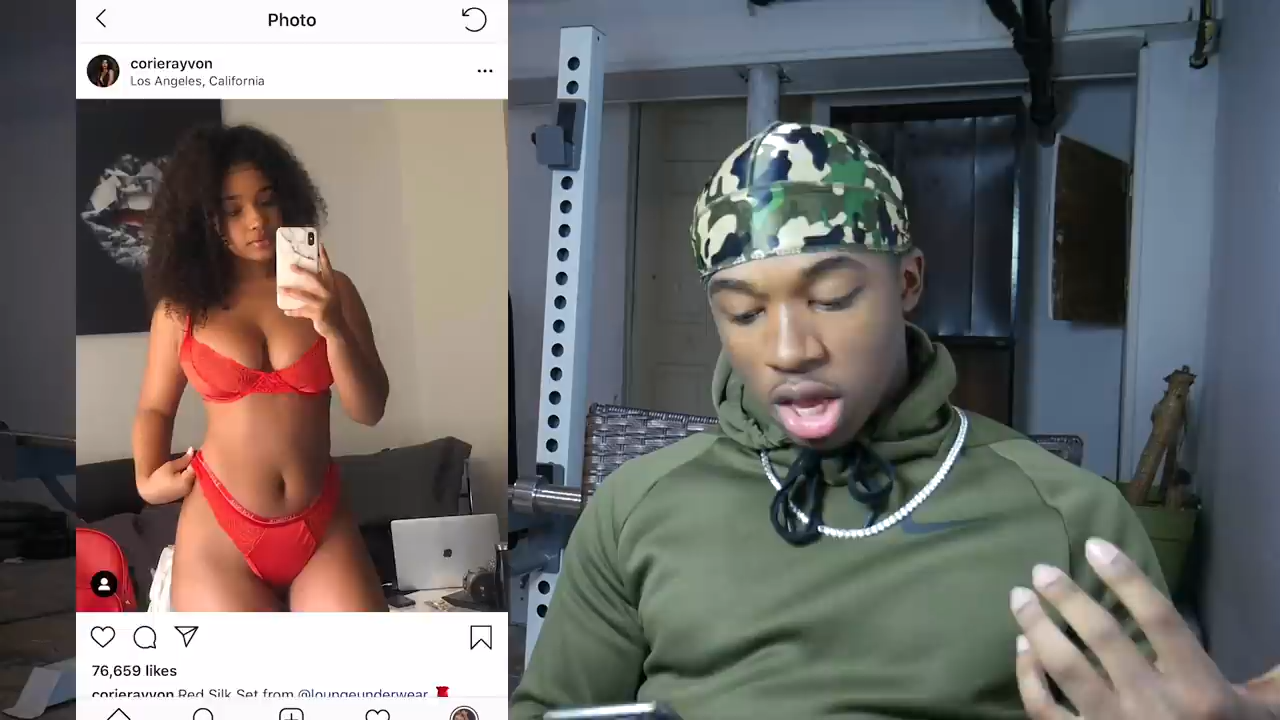 Photo
corierayvon
Los Angeles, California
76,659 likes
corierayvon Red Silk Set from @loungeunderwear